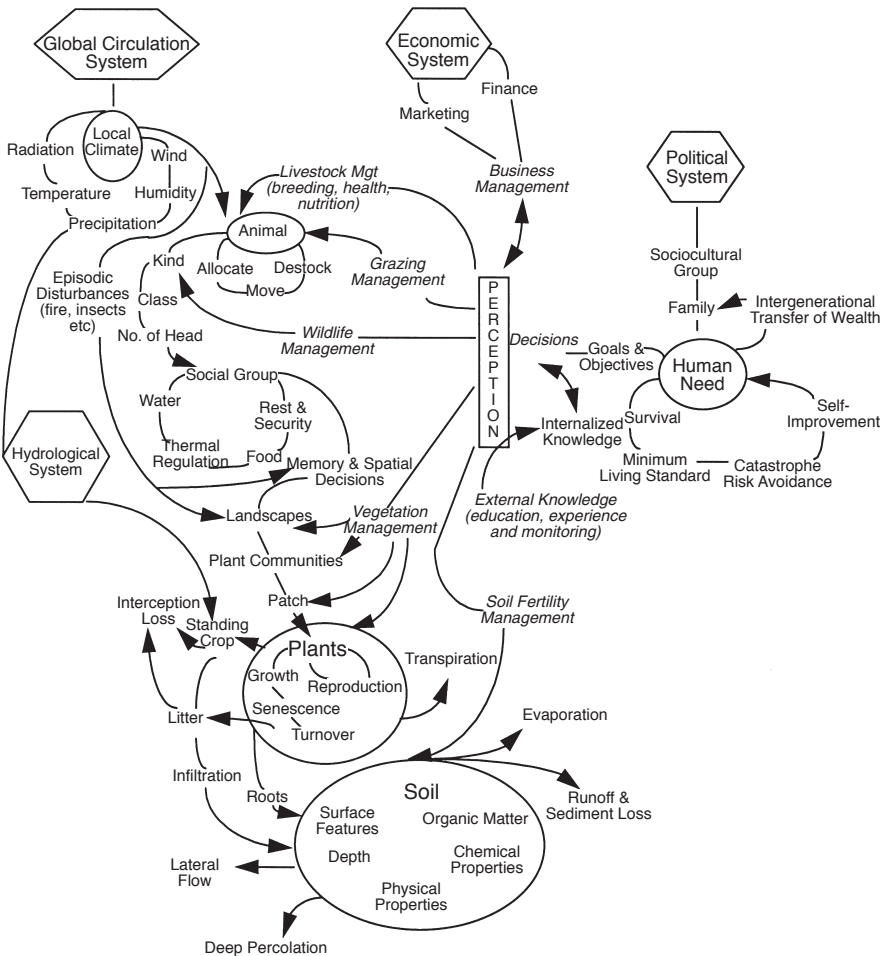 Global Circulation
System
Economic
System
Finance
Marketing
Local
Climate
Radiation
Wind
Temperature
Humidity
Precipitation
Livestock Mgt
(breeding, health,
nutrition)
Business
Management
Political
System
Animal
Kind
Allocate
Destock
Move
Grazing
Management
Episodic
Disturbances
(fire, insects
etc)
Class
No. of Head
Wildlife
Management
PERCEPTION
Decisions
Sociocultural
Group
Family
Intergenerational
Transfer of Wealth
Goals &
Objectives
Human
Need
Social Group
Water
Rest &
Security
Thermal
Regulation
Food
Memory & Spatial
Decisions
Internalized
Knowledge
Survival
Self-
Improvement
Minimum
Living Standard
Catastrophe
Risk Avoidance
Hydrological
System
External Knowledge
(education, experience
and monitoring)
Landscapes
Vegetation
Management
Plant Communities
Patch
Interception
Loss
Standing
Crop
Soil Fertility
Management
Plants
Growth
Reproduction
Senescence
Turnover
Transpiration
Litter
Evaporation
Infiltration
Roots
Soil
Surface
Features
Organic Matter
Runoff &
Sediment Loss
Depth
Chemical
Properties
Lateral
Flow
Physical
Properties
Deep Percolation